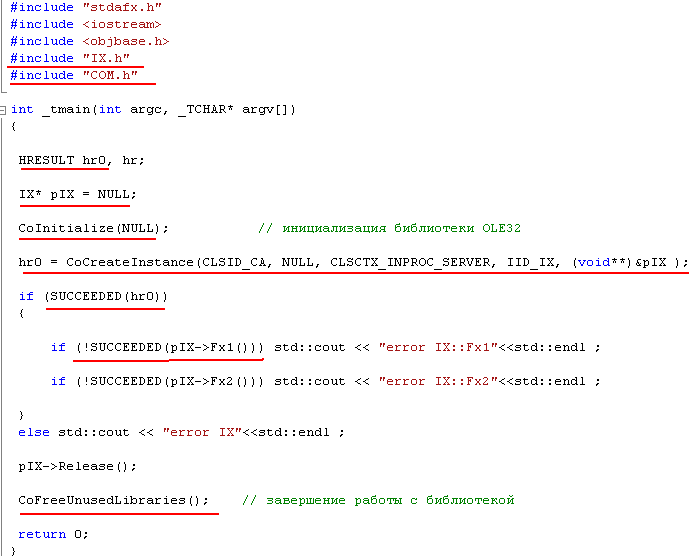 #include "stdafx.h"
#include <iostream>
#include <objbase.h>
#include "IX.h"
#include "COM.h"
int _tmain(int argc, _TCHAR* argv[])
{
HRESULT hr0, hr;
IX* pIX = NULL;
CoInitialize(NULL); // инициализация библиотеки OLE32
hr0 = CoCreateInstance(CLSID_CA, NULL, CLSCTX_INPROC_SERVER, IID_IX, (void**)&pIX );
if (SUCCEEDED(hr0))
{
if (!SUCCEEDED(pIX->Fx1())) std::cout << "error IX::Fx1"<<std::endl ;
if (!SUCCEEDED(pIX->Fx2())) std::cout << "error IX::Fx2"<<std::endl ;
}
else std::cout << "error IX"<<std::endl ;
pIX->Release();
CoFreeUnusedLibraries(); // завершение работы с библиотекой
return 0;
}